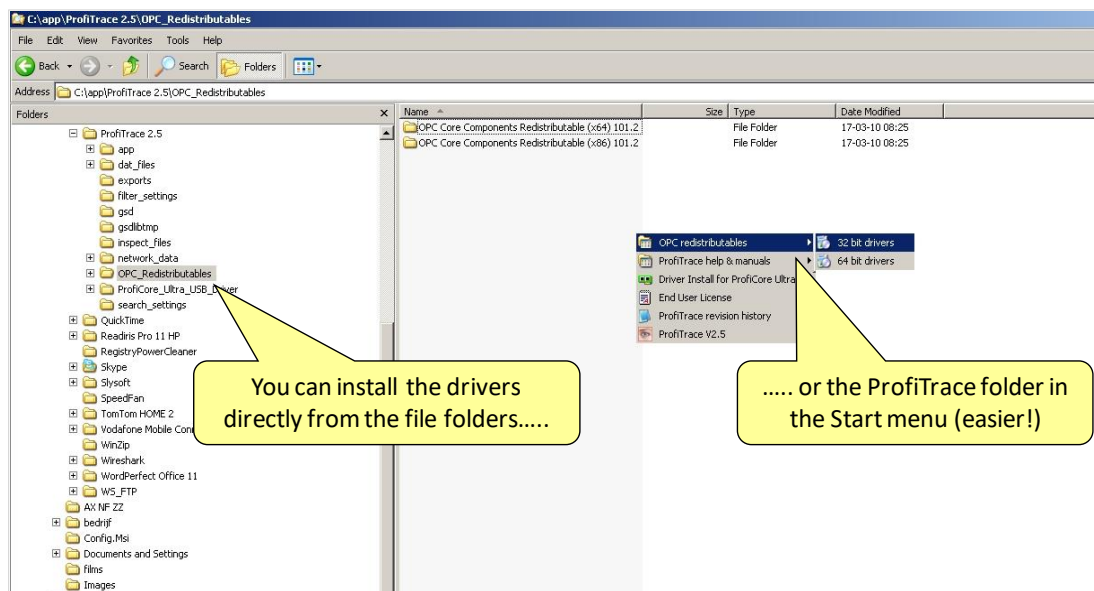 C:\app\ProfiTrace 2.5\OPC_Redistributables
File Edit View Favorites Tools Help
Back Search Folders
Address C:\app\ProfiTrace 2.5\OPC_Redistributables
Folders x
Name Size Type Date Modified
OPC Core Components Redistributable (x64) 101.2 File Folder 17-03-10 08:25
OPC Core Components Redistributable (x86) 101.2 File Folder 17-03-10 08:25
ProfiTrace 2.5
app
dat_files
exports
filter_settings
gsd
gsdlibtmp
inspect_files
network_data
OPC_Redistributables
ProfiCore_Ultra_USB_Driver
search_settings
QuickTime
Readiris Pro 11 HP
RegistryPowerCleaner
Skype
Slysoft
SpeedFan
TomTom HOME 2
Vodafone Mobile Con
WinZip
Wireshark
WordPerfect Office 11
WS_FTP
AX NF ZZ
bedrijf
Config.Msi
Documents and Settings
films
Images
OPC redistributables
ProfiTrace help & manuals
Driver Install for ProfiCore Ultra
End User License
ProfiTrace revision history
ProfiTrace V2.5
32 bit drivers
64 bit drivers
You can install the drivers
directly from the file folders.....
..... or the ProfiTrace folder in
the Start menu (easier!)